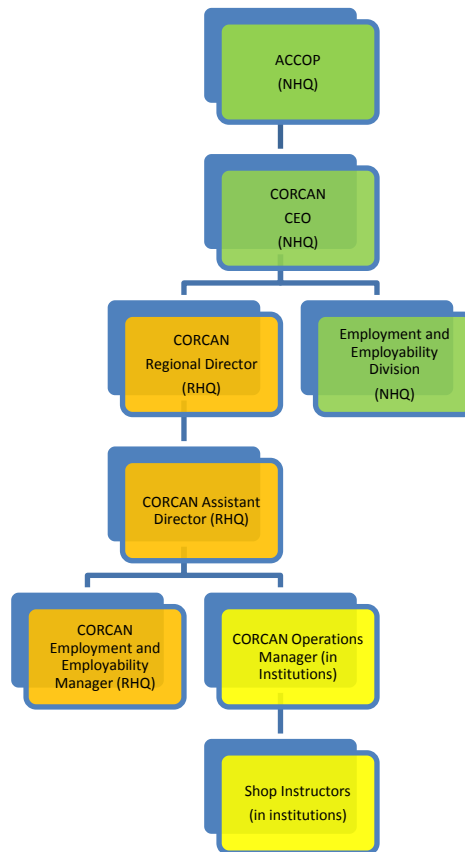 ACCOP
(NHQ)
CORCAN
CEO
(NHQ)
CORCAN
Regional Director
(RHQ)
Employment and
Employability
Division
(NHQ)
CORCAN Assistant
Director (RHQ)
CORCAN
Employment and
Employability
Manager (RHQ)
CORCAN Operations
Manager (in
Institutions)
Shop Instructors
(in institutions)